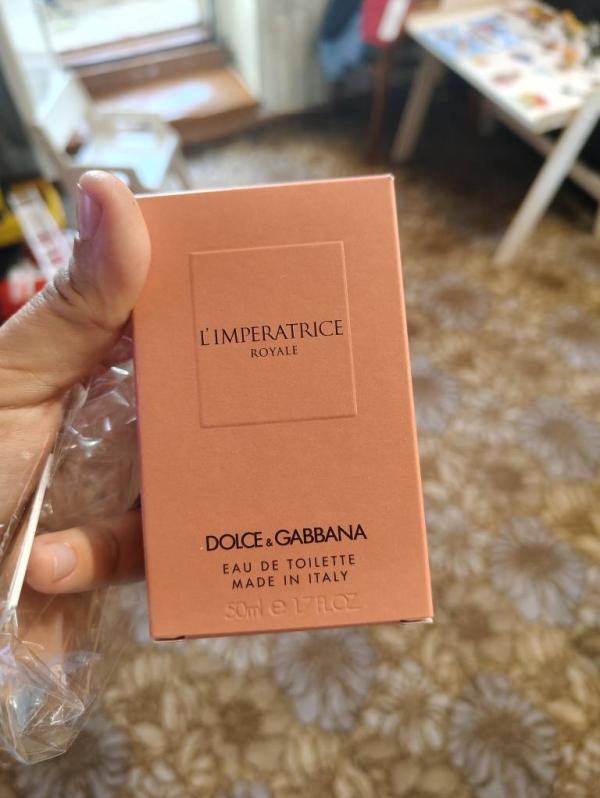 L'IMPERATRICE
ROYALE
DOLCE & GABBANA
EAU DE TOILETTE
MADE IN ITALY
50ml e 1.7 FL.OZ.